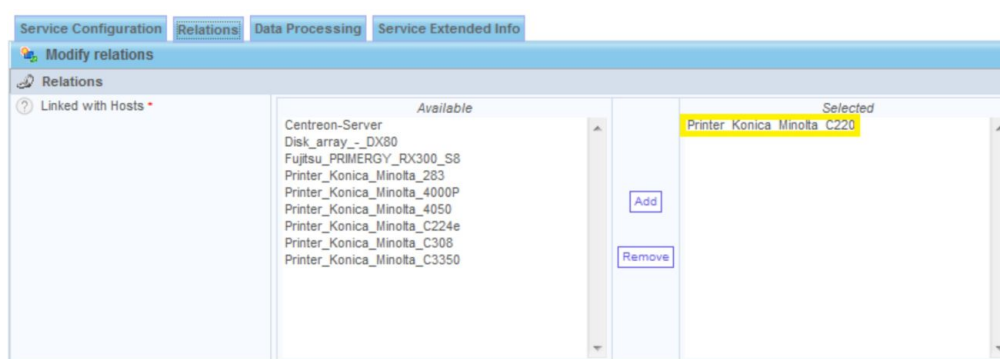 Service Configuration Relations Data Processing Service Extended Info
Modify relations
Relations
? Linked with Hosts *
Available
Centreon-Server
Disk_array_-_DX80
Fujitsu_PRIMERGY_RX300_S8
Printer_Konica_Minolta_283
Printer_Konica_Minolta_4000P
Printer_Konica_Minolta_4050
Printer_Konica_Minolta_C224e
Printer_Konica_Minolta_C308
Printer_Konica_Minolta_C3350
Add
Remove
Selected
Printer_Konica_Minolta_C220